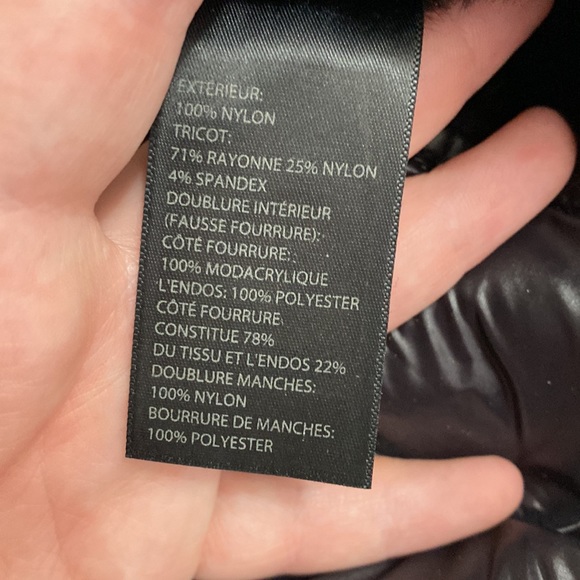 EXTÉRIEUR:
100% NYLON
TRICOT:
71% RAYONNE 25% NYLON
4% SPANDEX
DOUBLURE INTÉRIEUR
(FAUSSE FOURRURE):
CÔTÉ FOURRURE:
100% MODACRYLIQUE
L'ENDOS: 100% POLYESTER
CÔTÉ FOURRURE
CONSTITUE 78%
DU TISSU ET L'ENDOS 22%
DOUBLURE MANCHES:
100% NYLON
BOURRURE DE MANCHES:
100% POLYESTER